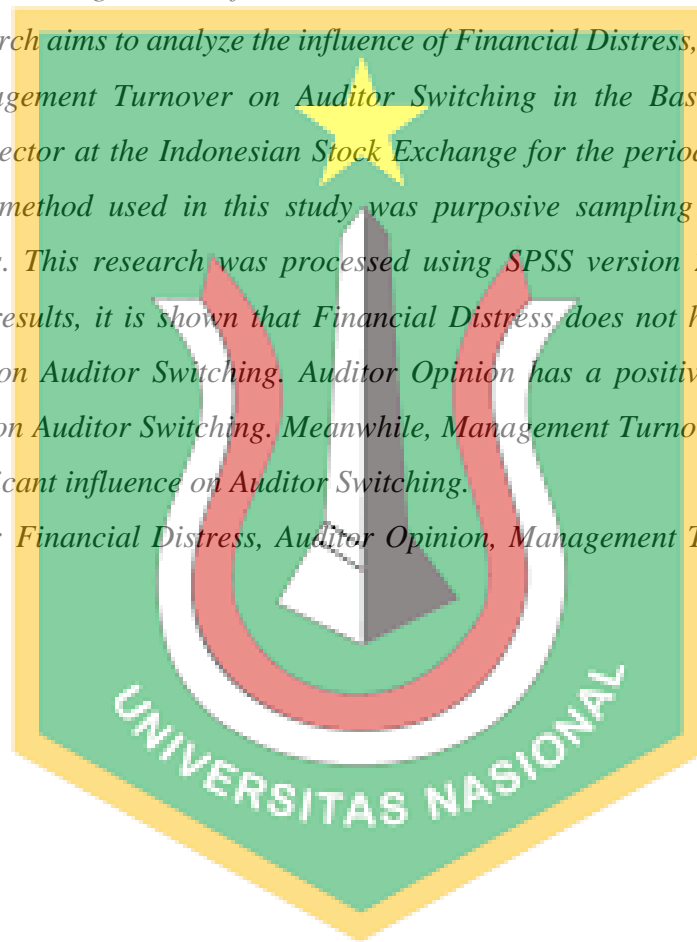 rch aims to analyze the influence of Financial Distress,
agement Turnover on Auditor Switching in the Bas
ector at the Indonesian Stock Exchange for the period
method used in this study was purposive sampling
. This research was processed using SPSS version
results, it is shown that Financial Distress does not h
on Auditor Switching. Auditor Opinion has a positiv
on Auditor Switching. Meanwhile, Management Turno
icant influence on Auditor Switching.
: Financial Distress, Auditor Opinion, Management T
UNIVERSITAS NASIONAL